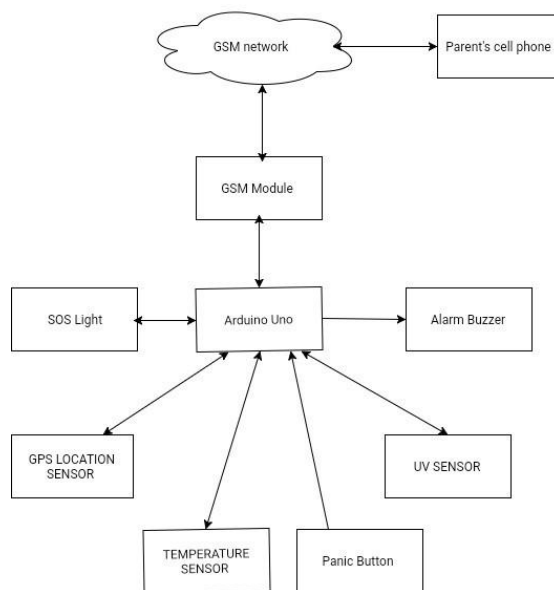 GSM network
Parent's cell phone
GSM Module
SOS Light
Arduino Uno
Alarm Buzzer
GPS LOCATION
SENSOR
UV SENSOR
TEMPERATURE
SENSOR
Panic Button